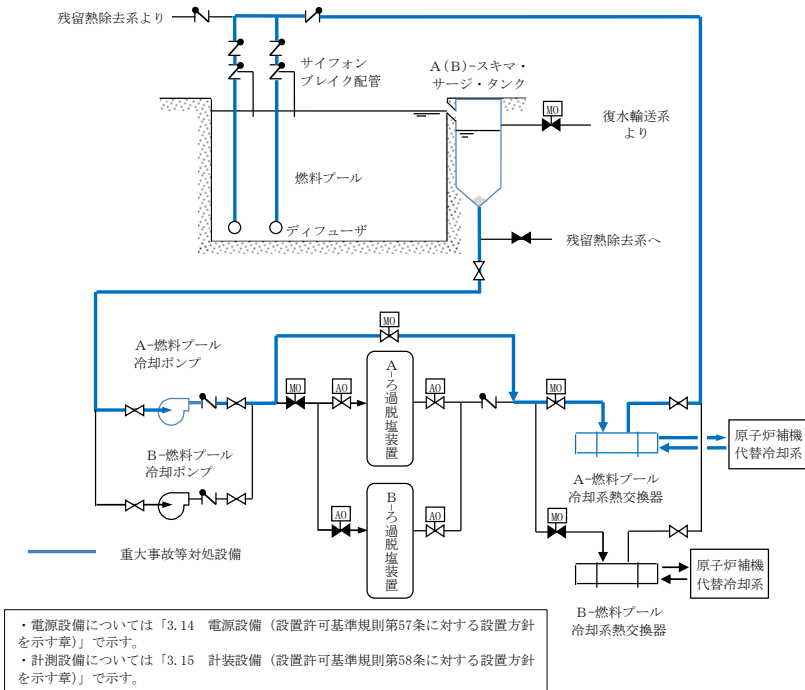 残留熱除去系より
サイフォン
ブレイク配管
A(B)-スキマ・
サージ・タンク
MO
復水輸送系
より
燃料プール
ディフューザ
残留熱除去系へ
MO
A-燃料プール
冷却ポンプ
MO
AO
A-ろ過脱塩装置
AO
MO
原子炉補機
代替冷却系
B-燃料プール
冷却ポンプ
A-燃料プール
冷却系熱交換器
AO
B-ろ過脱塩装置
AO
MO
重大事故等対処設備
原子炉補機
代替冷却系
B-燃料プール
冷却系熱交換器
・電源設備については「3.14 電源設備(設置許可基準規則第57条に対する設置方針
を示す章)」で示す。
・計測設備については「3.15 計装設備(設置許可基準規則第58条に対する設置方針
を示す章)」で示す。